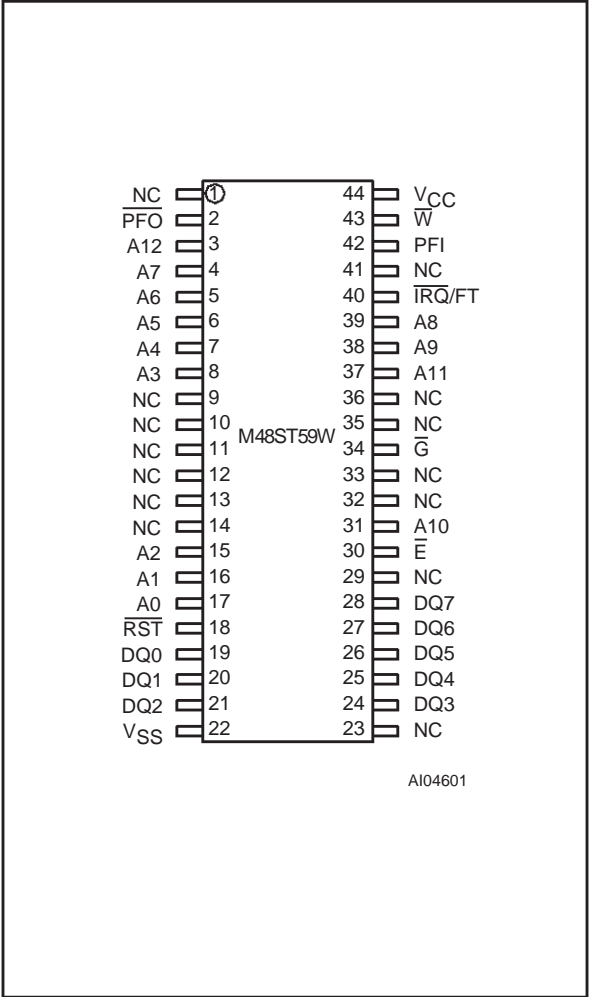 NC 1 44 VCC
PFO 2 43 W
A12 3 42 PFI
A7 4 41 NC
A6 5 40 IRQ/FT
A5 6 39 A8
A4 7 38 A9
A3 8 37 A11
NC 9 36 NC
NC 10 35 NC
M48ST59W
NC 11 34 G
NC 12 33 NC
NC 13 32 NC
NC 14 31 A10
A2 15 30 E
A1 16 29 NC
A0 17 28 DQ7
RST 18 27 DQ6
DQ0 19 26 DQ5
DQ1 20 25 DQ4
DQ2 21 24 DQ3
VSS 22 23 NC
AI04601